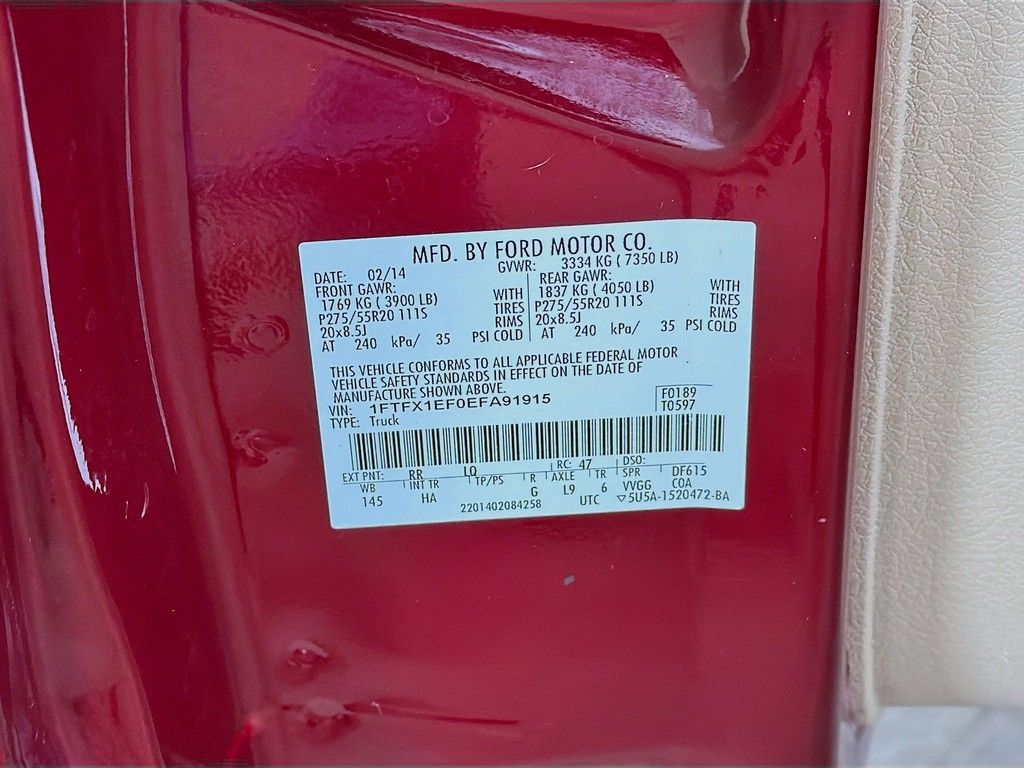 MFD. BY FORD MOTOR CO.
DATE: 02/14 GVWR: 3334 KG ( 7350 LB)
FRONT GAWR: REAR GAWR:
1769 KG ( 3900 LB) WITH 1837 KG ( 4050 LB) WITH
P275/55R20 111S TIRES P275/55R20 111S TIRES
20x8.5J RIMS 20x8.5J RIMS
AT 240 kPa/ 35 PSI COLD AT 240 kPa/ 35 PSI COLD
THIS VEHICLE CONFORMS TO ALL APPLICABLE FEDERAL MOTOR
VEHICLE SAFETY STANDARDS IN EFFECT ON THE DATE OF
MANUFACTURE SHOWN ABOVE.
VIN: 1FTFX1EF0EFA91915 F0189
TYPE: Truck T0597
EXT PNT: RR LQ RC: 47 DSO:
WB INT TR TP/PS R AXLE TR SPR DF615
145 HA G L9 6 VVGG COA
2201402084258 UTC ▽5U5A-1520472-BA